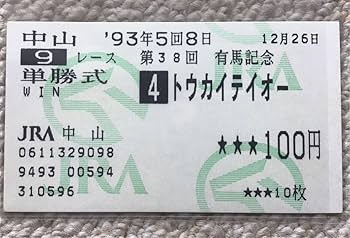 中山 '93年5回8日 12月26日
9 レース 第38回 有馬記念
単勝式
WIN
4 トウカイテイオー
JRA 中山
★★★100円
0611329098
9493 00594
310596
★★★10枚
JRA